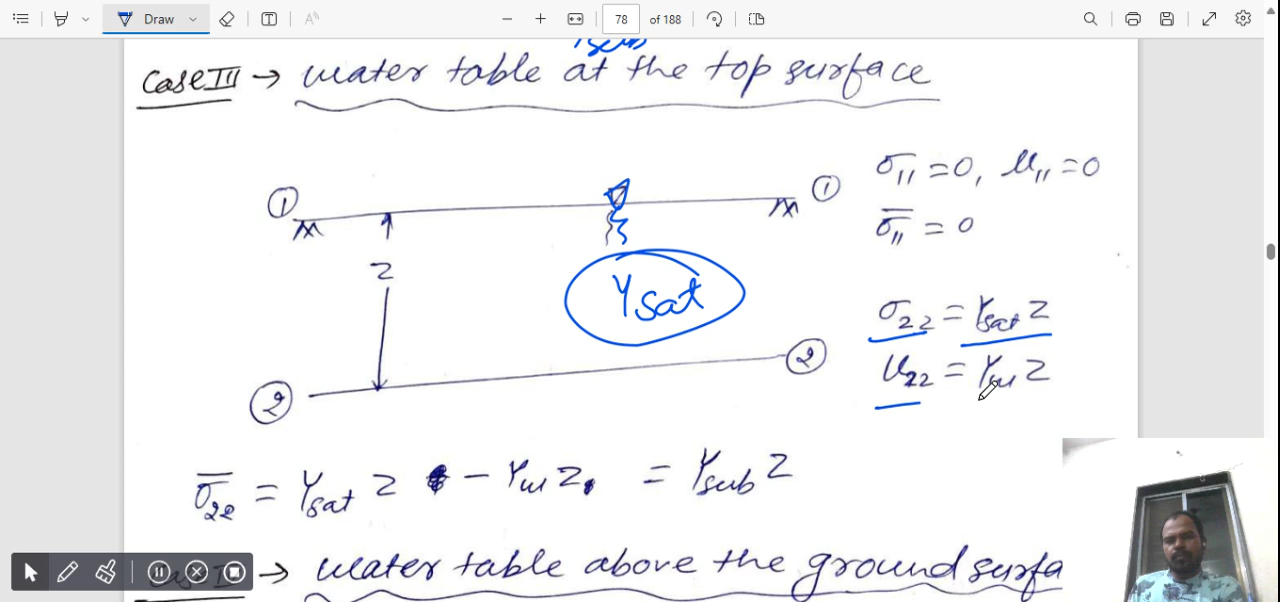 Draw
78 of 188
Case III → water table at the top surface
① ①
σ₁₁ = 0, u₁₁ = 0
σ̄₁₁ = 0
z
γsat
σ₂₂ = γsat z
u₂₂ = γw z
② ②
σ̄₂₂ = γsat z - γw z. = γsub z
→ water table above the ground surfa